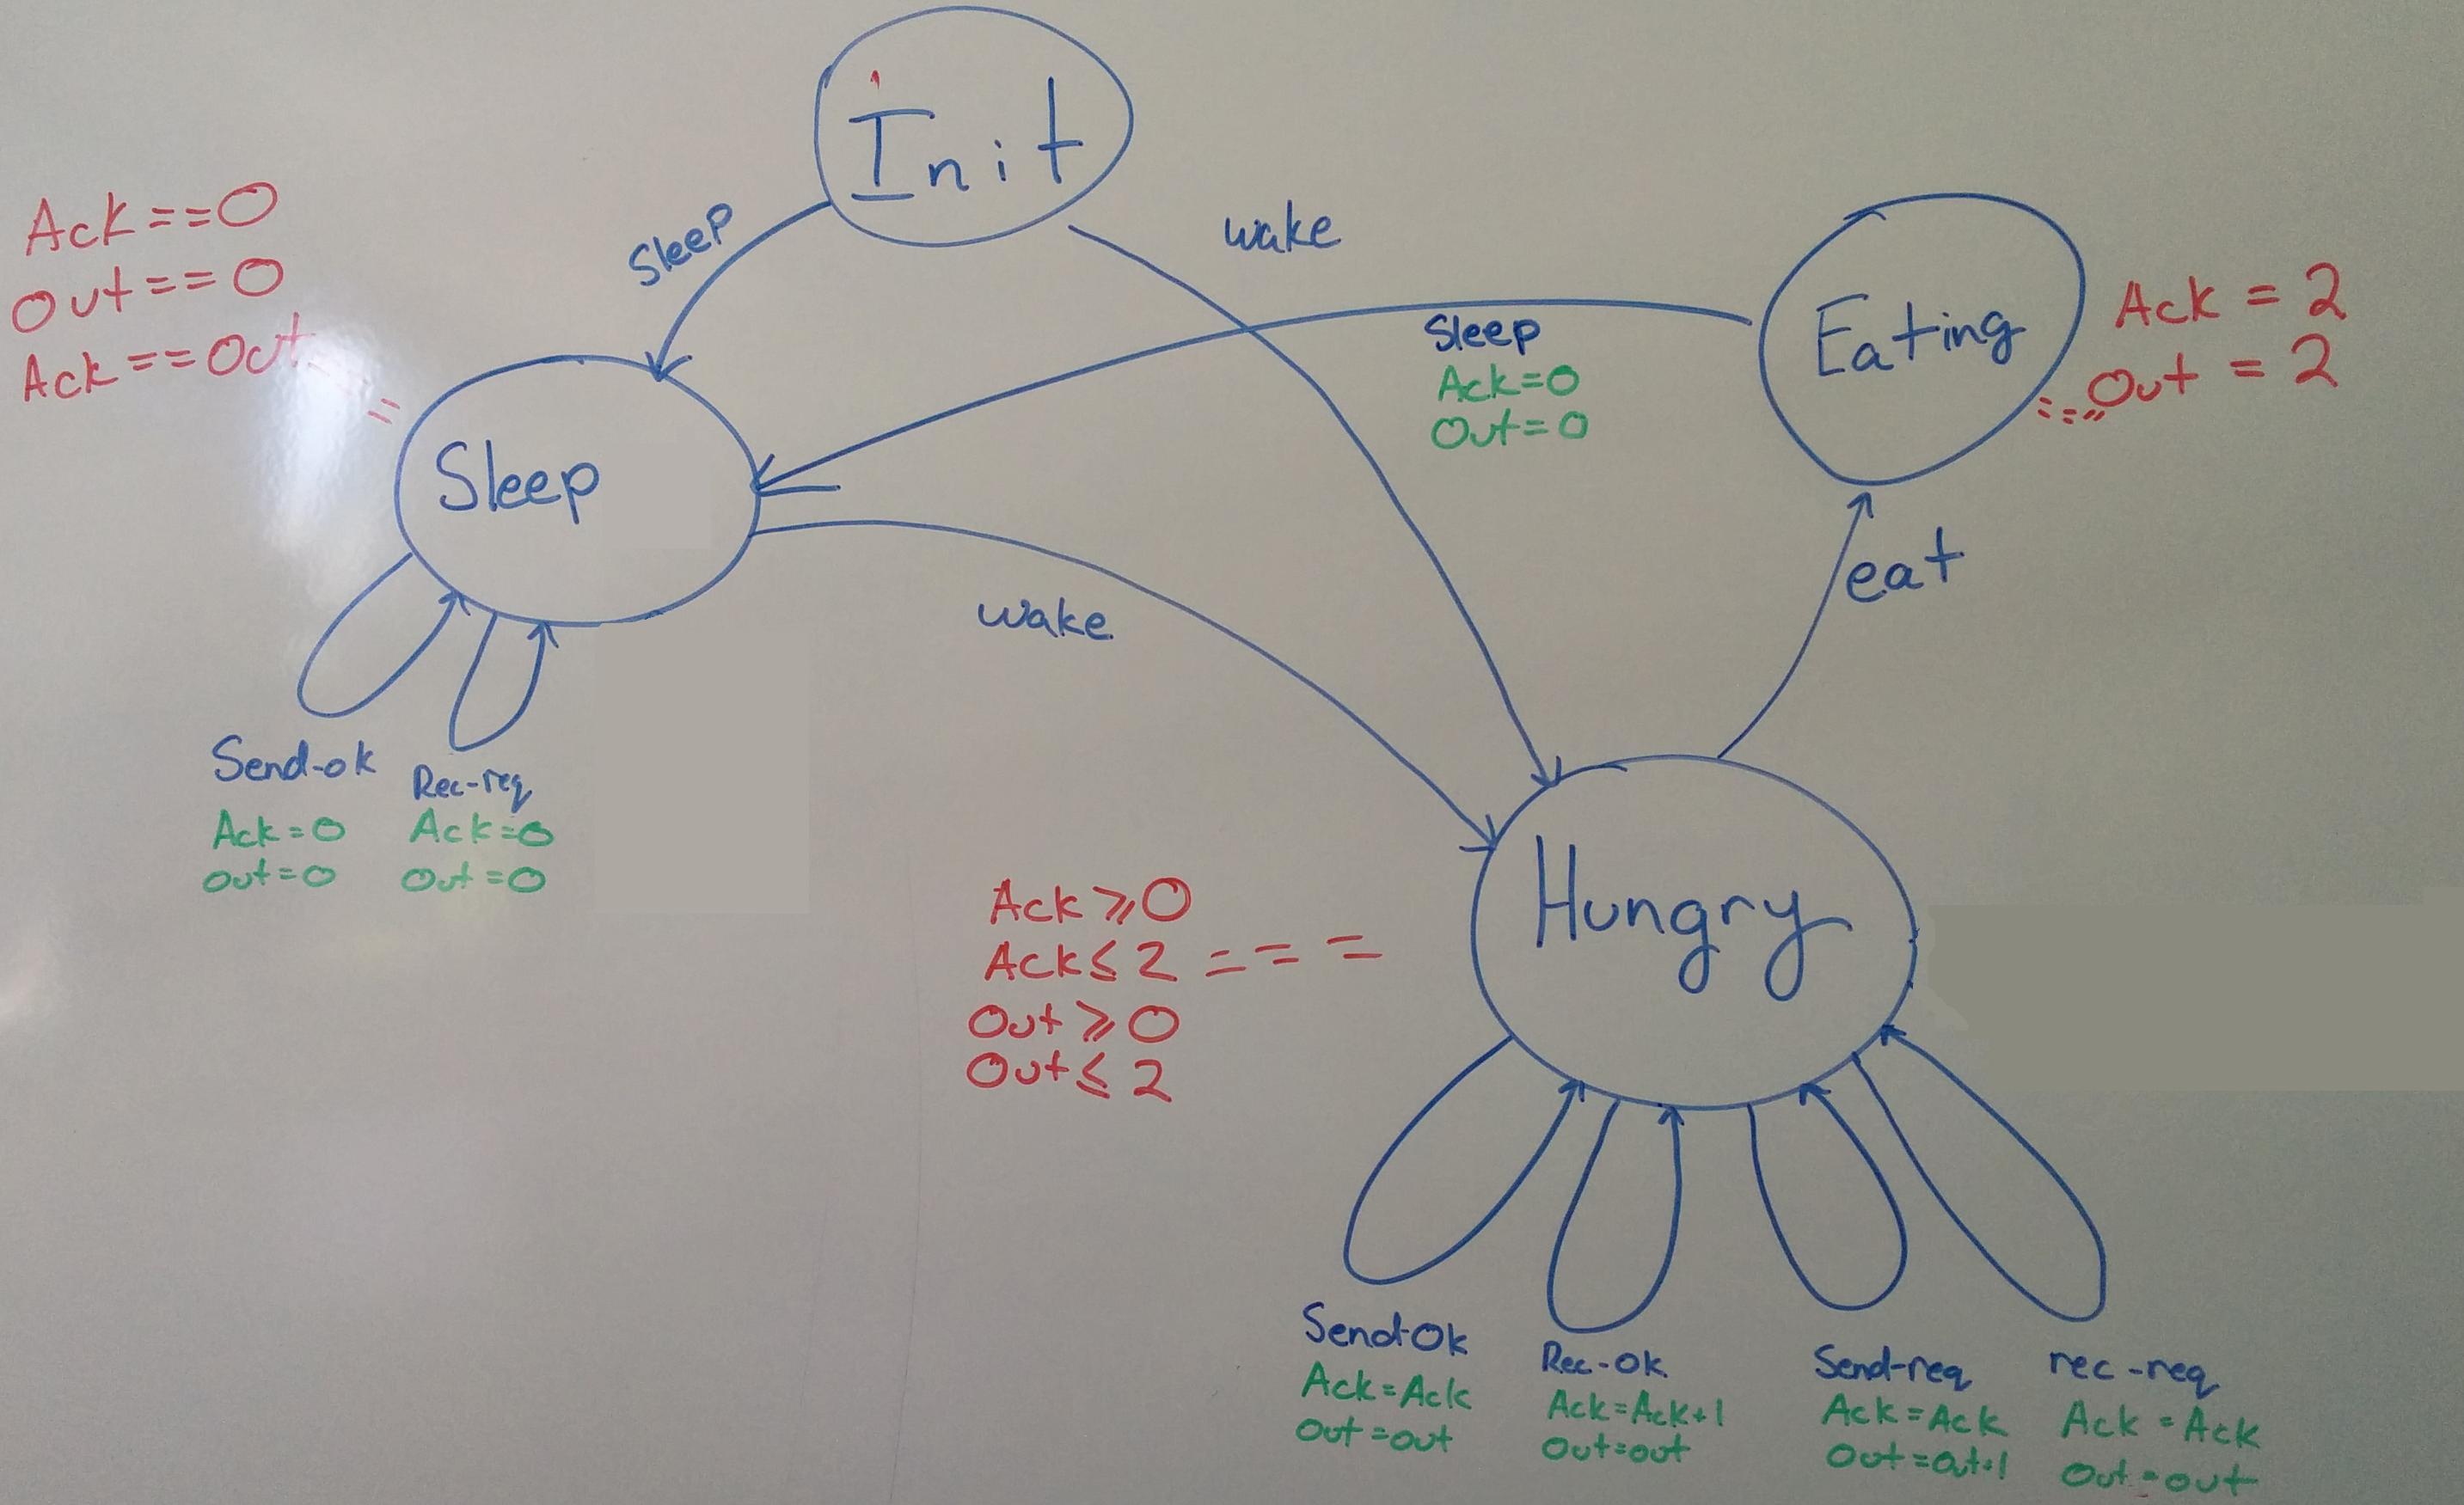 Init
Ack==0
Out==0
Ack==Out
Sleep
wake
Sleep
Ack=0
Out=0
Eating
Ack = 2
Out = 2
Sleep
wake
eat
Send-ok
Ack=0
out=0
Rec-req
Ack=0
Out=0
Hungry
Ack ≥ 0
Ack ≤ 2
Out ≥ 0
Out ≤ 2
Send-Ok
Ack=Ack
Out=out
Rec-ok
Ack=Ack+1
Out=out
Send-req
Ack=Ack
Out=out+1
rec-req
Ack=Ack
Out=out